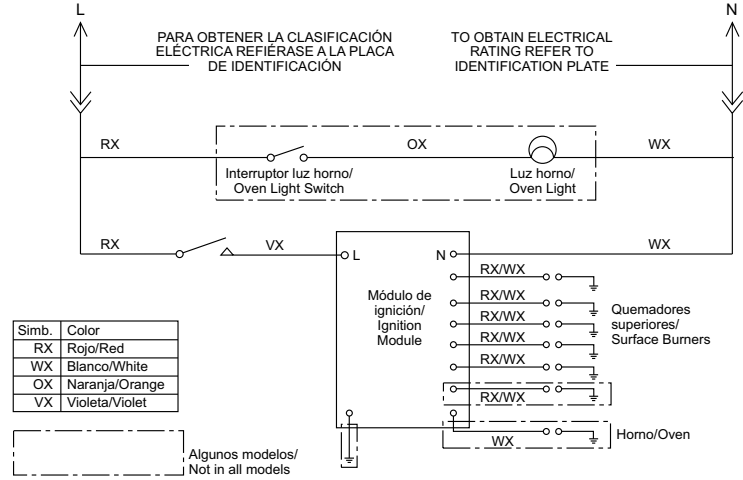 L
N
PARA OBTENER LA CLASIFICACIÓN
ELÉCTRICA REFIÉRASE A LA PLACA
DE IDENTIFICACIÓN
TO OBTAIN ELECTRICAL
RATING REFER TO
IDENTIFICATION PLATE
RX
OX
WX
Interruptor luz horno/
Oven Light Switch
Luz horno/
Oven Light
RX
VX
WX
L
N
Módulo de
ignición/
Ignition
Module
RX/WX
RX/WX
RX/WX
RX/WX
RX/WX
RX/WX
Quemadores
superiores/
Surface Burners
WX
Horno/Oven
Simb. Color
RX Rojo/Red
WX Blanco/White
OX Naranja/Orange
VX Violeta/Violet
Algunos modelos/
Not in all models